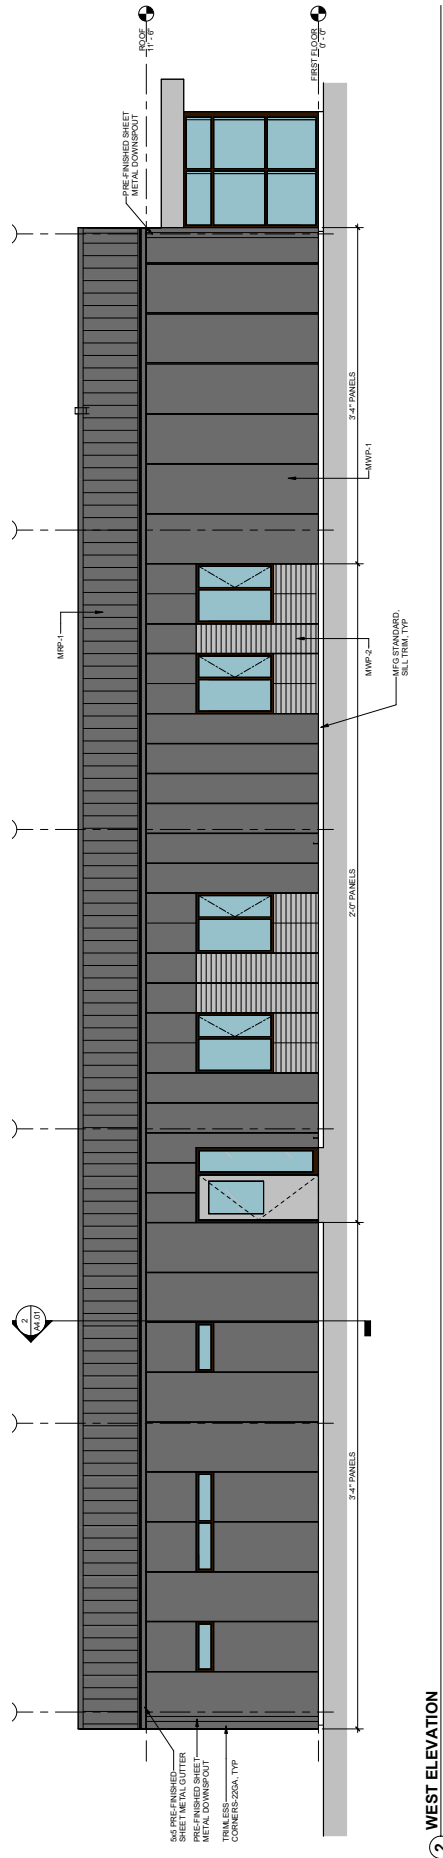 ROOF
11' - 6"
FIRST FLOOR
0' - 0"
PRE-FINISHED SHEET
METAL DOWNSPOUT
3'-4" PANELS
MWP-1
MRP-1
MWP-2
MFG STANDARD.
SILL TRIM, TYP
2'-0" PANELS
2
A4.01
3'-4" PANELS
5x5 PRE-FINISHED
SHEET METAL GUTTER
PRE-FINISHED SHEET
METAL DOWNSPOUT
TRIMLESS
CORNERS-22GA, TYP
2 WEST ELEVATION